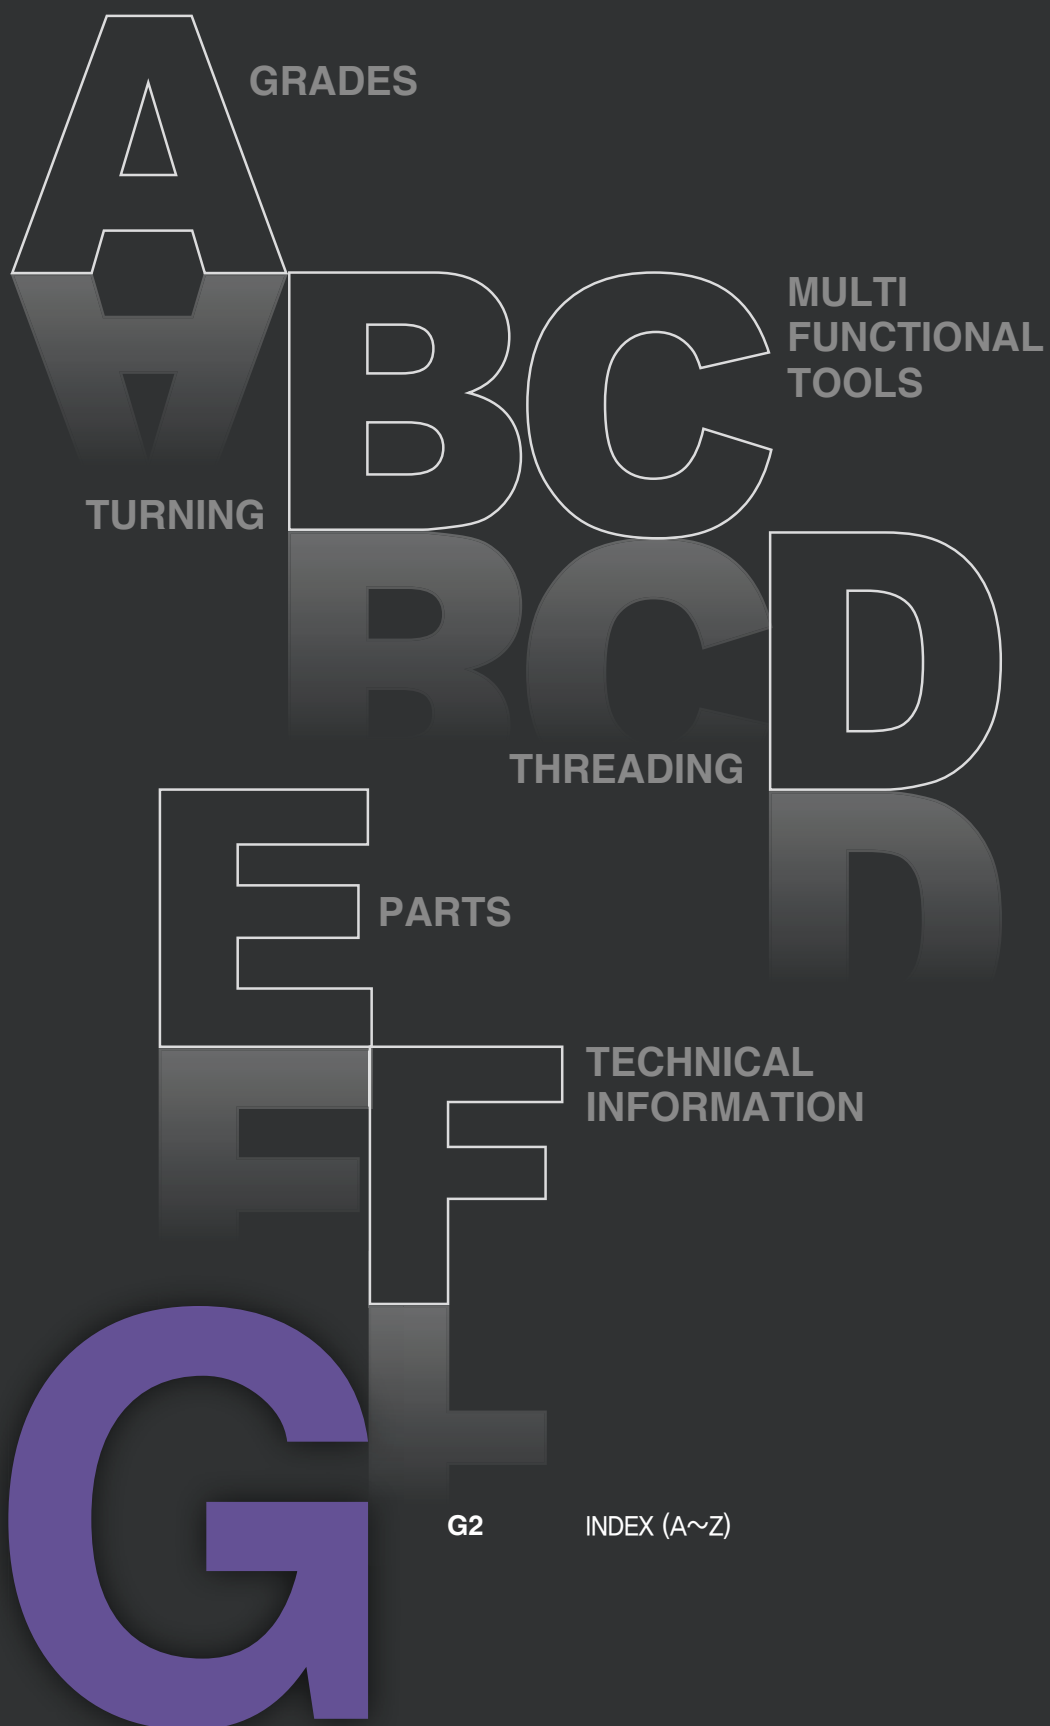 A
GRADES
B
C
MULTI
FUNCTIONAL
TOOLS
TURNING
D
THREADING
E
PARTS
F
TECHNICAL
INFORMATION
G
G2 INDEX (A~Z)